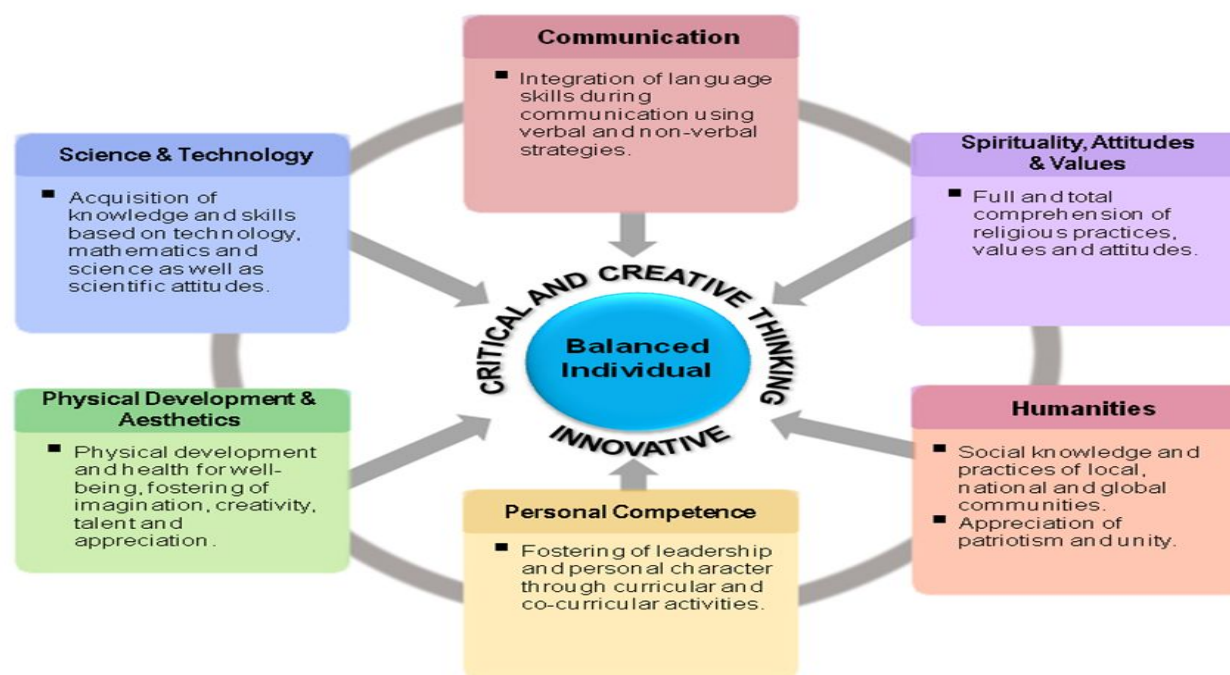 Communication
▪ Integration of language
skills during
communication using
verbal and non-verbal
strategies.
Science & Technology
▪ Acquisition of
knowledge and skills
based on technology,
mathematics and
science as well as
scientific attitudes.
Spirituality, Attitudes
& Values
▪ Full and total
comprehension of
religious practices,
values and attitudes.
CRITICAL AND CREATIVE THINKING
Balanced
Individual
INNOVATIVE
Physical Development &
Aesthetics
▪ Physical development
and health for well-
being, fostering of
imagination, creativity,
talent and
appreciation.
Humanities
▪ Social knowledge and
practices of local,
national and global
communities.
▪ Appreciation of
patriotism and unity.
Personal Competence
▪ Fostering of leadership
and personal character
through curricular and
co-curricular activities.